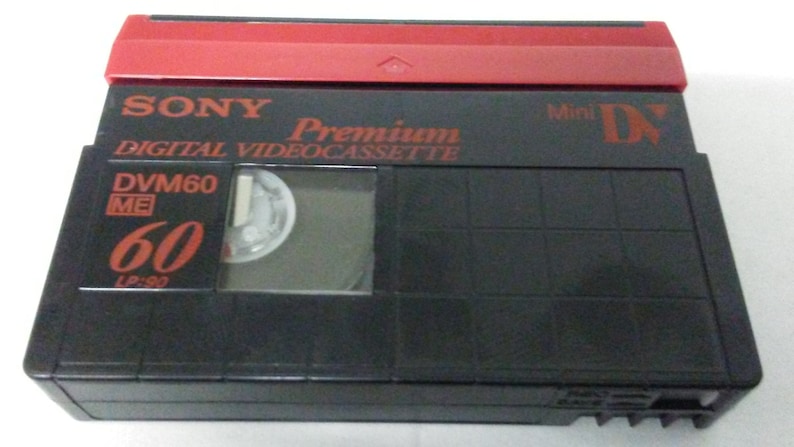 SONY
Premium
Mini DV
DIGITAL VIDEOCASSETTE
DVM60
ME
60
LP:90